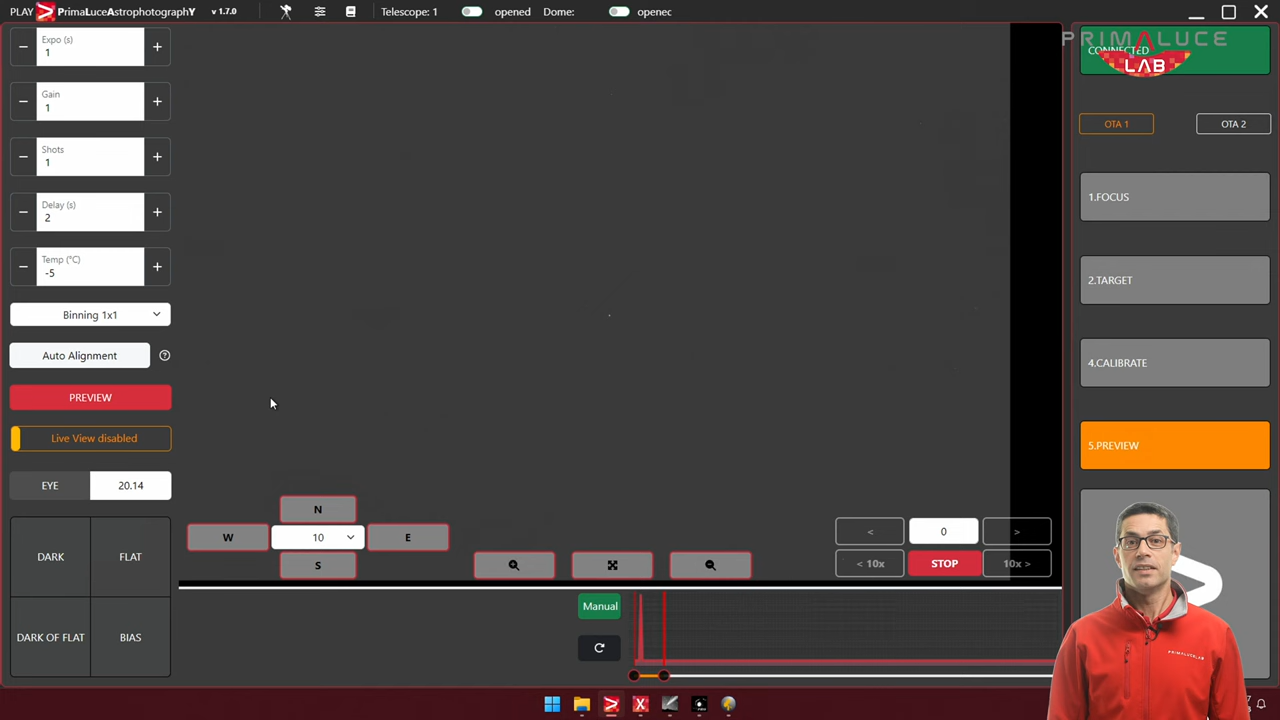 PLAY PrimaLuceAstrophotographY v 1.7.0 Telescope: 1 opened Dome: openec
PRIMALUCE
LAB
CONNECTED
Expo (s)
1
Gain
1
Shots
1
Delay (s)
2
Temp (°C)
-5
Binning 1x1
Auto Alignment
PREVIEW
Live View disabled
EYE 20.14
DARK FLAT
DARK OF FLAT BIAS
N
W 10 E
S
< 0 >
< 10x STOP 10x >
Manual
OTA 1 OTA 2
1.FOCUS
2.TARGET
4.CALIBRATE
5.PREVIEW
PRIMALUCELAB